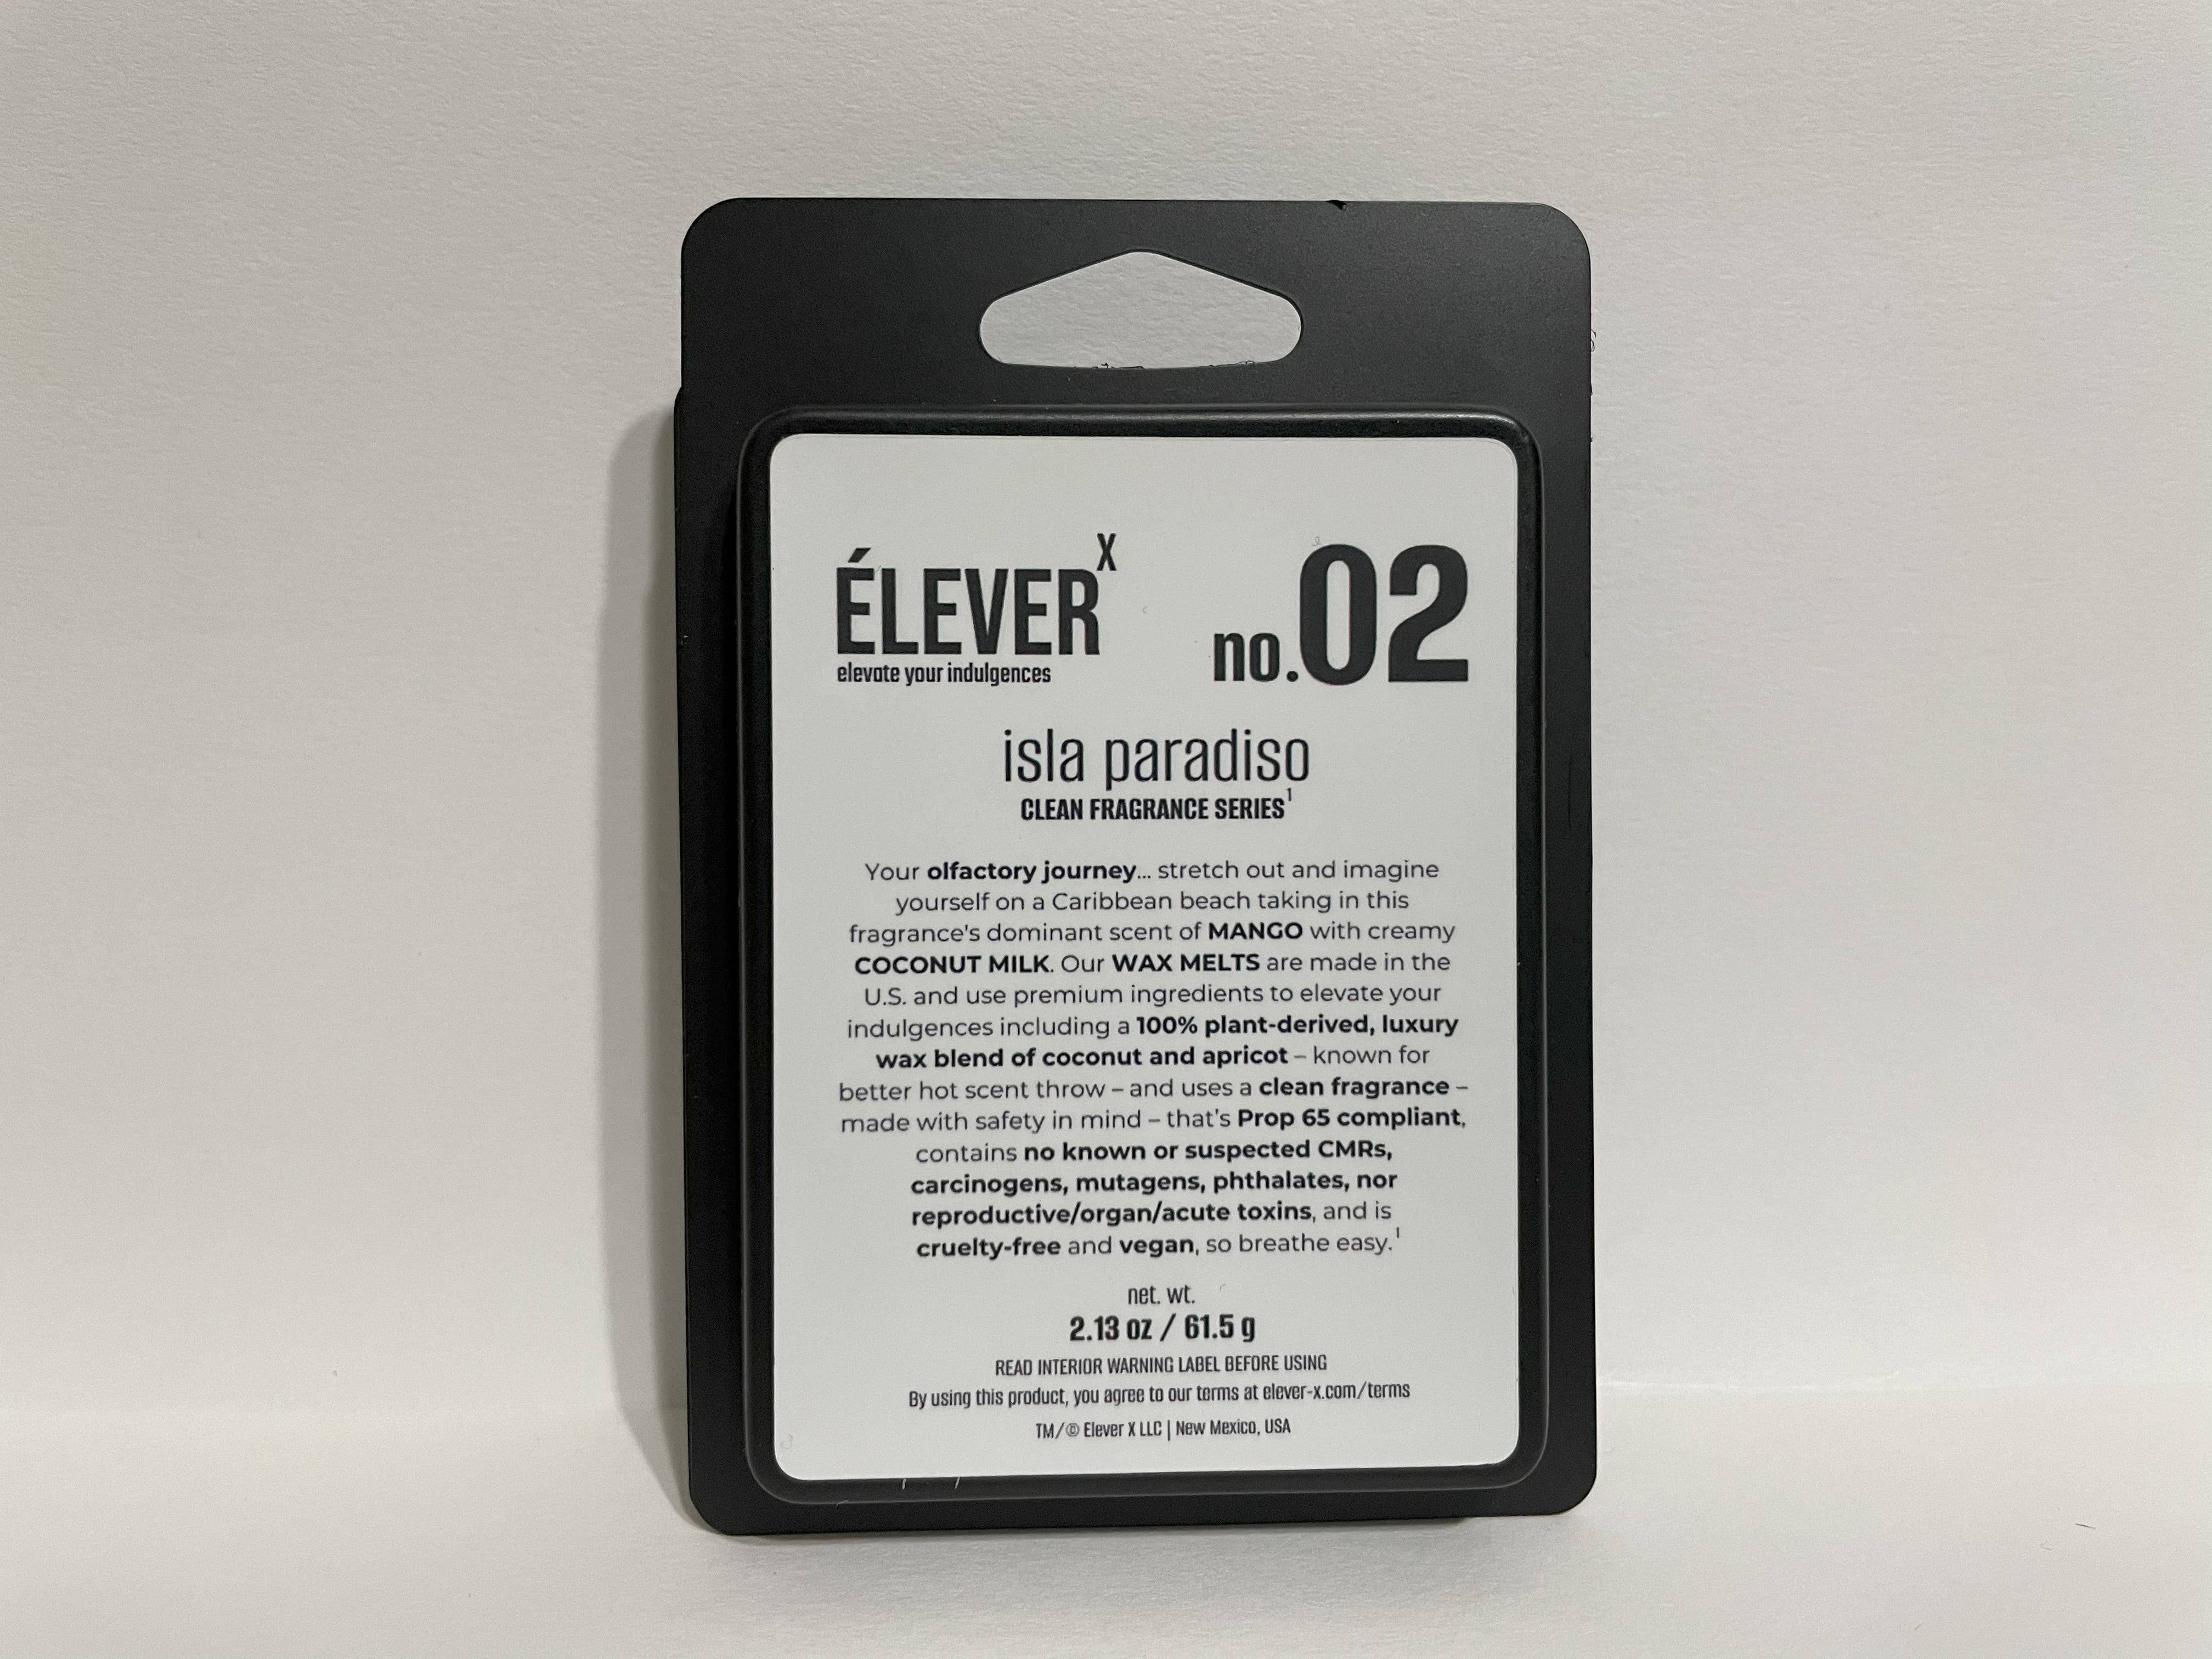 ÉLEVERX
elevate your indulgences
no.02
isla paradiso
CLEAN FRAGRANCE SERIES¹
Your olfactory journey... stretch out and imagine
yourself on a Caribbean beach taking in this
fragrance's dominant scent of MANGO with creamy
COCONUT MILK. Our WAX MELTS are made in the
U.S. and use premium ingredients to elevate your
indulgences including a 100% plant-derived, luxury
wax blend of coconut and apricot – known for
better hot scent throw – and uses a clean fragrance –
made with safety in mind – that's Prop 65 compliant,
contains no known or suspected CMRs,
carcinogens, mutagens, phthalates, nor
reproductive/organ/acute toxins, and is
cruelty-free and vegan, so breathe easy.¹
net. wt.
2.13 oz / 61.5 g
READ INTERIOR WARNING LABEL BEFORE USING
By using this product, you agree to our terms at elever-x.com/terms
TM/© Elever X LLC | New Mexico, USA